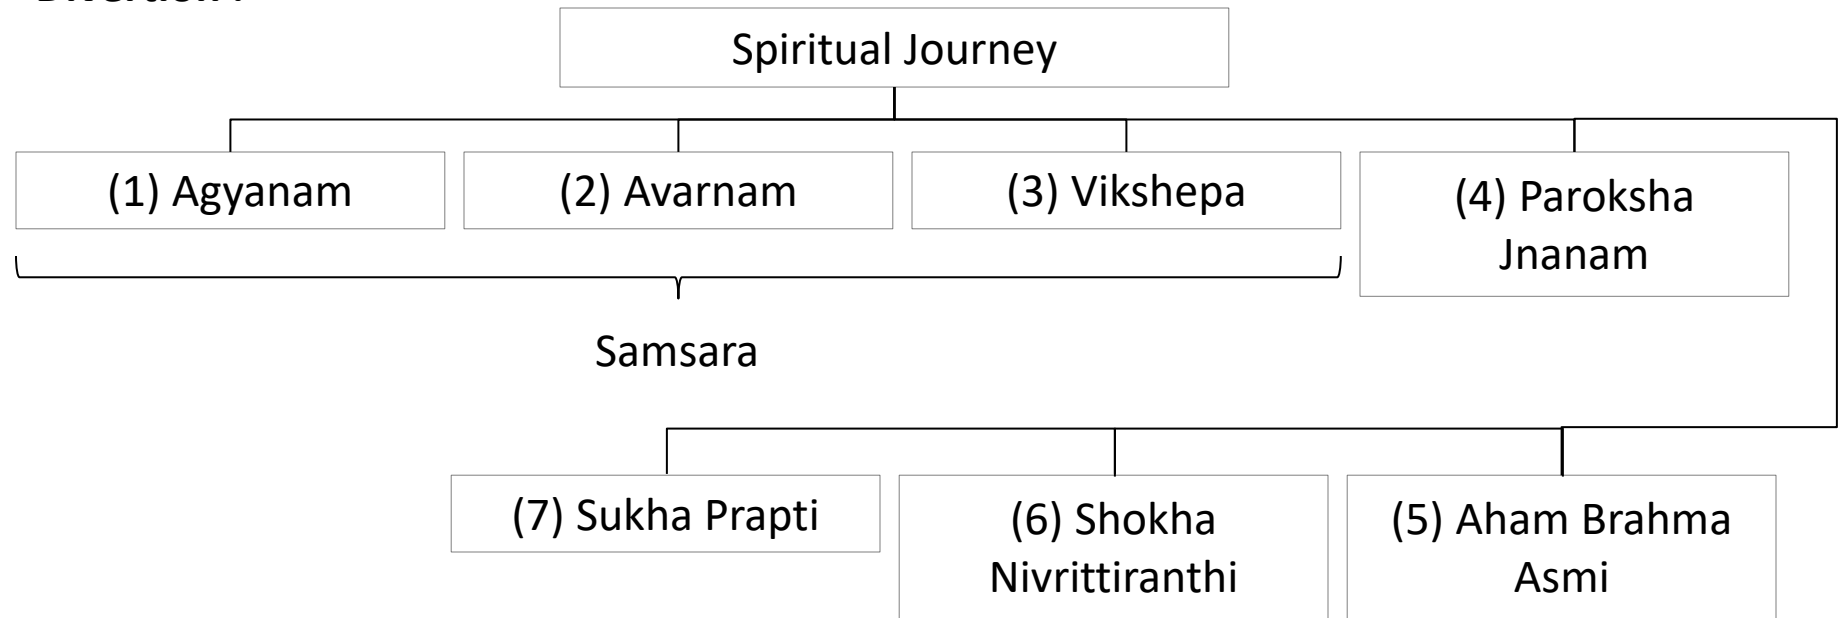 Spiritual Journey
(1) Agyanam
(2) Avarnam
(3) Vikshepa
(4) Paroksha
Jnanam
Samsara
(7) Sukha Prapti
(6) Shokha
Nivrittiranthi
(5) Aham Brahma
Asmi